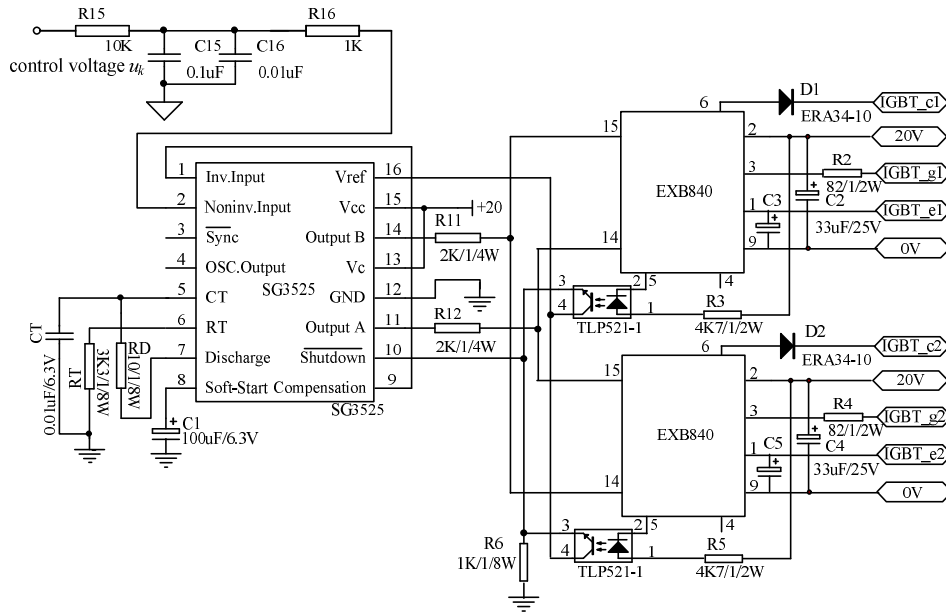 R15
10K
C15
0.1uF
C16
0.01uF
R16
1K
control voltage uk
1 Inv.Input Vref 16
2 Noninv.Input Vcc 15
3 Sync Output B 14
4 OSC.Output Vc 13
SG3525
5 CT GND 12
6 RT Output A 11
7 Discharge Shutdown 10
8 Soft-Start Compensation 9
SG3525
+20
R11
2K/1/4W
R12
2K/1/4W
CT
0.01uF/6.3V
RT
3K3/1/8W
RD
10/1/8W
C1
+
100uF/6.3V
R6
1K/1/8W
15
14
EXB840
6
2
3
1
9
2
5
4
D1
ERA34-10
IGBT_c1
20V
R2
82/1/2W
IGBT_g1
C3
+
C2
+
33uF/25V
IGBT_e1
0V
3
4
1
TLP521-1
R3
4K7/1/2W
15
14
EXB840
6
2
3
1
9
2
5
4
D2
ERA34-10
IGBT_c2
20V
R4
82/1/2W
IGBT_g2
C5
+
C4
+
33uF/25V
IGBT_e2
0V
3
4
1
TLP521-1
R5
4K7/1/2W